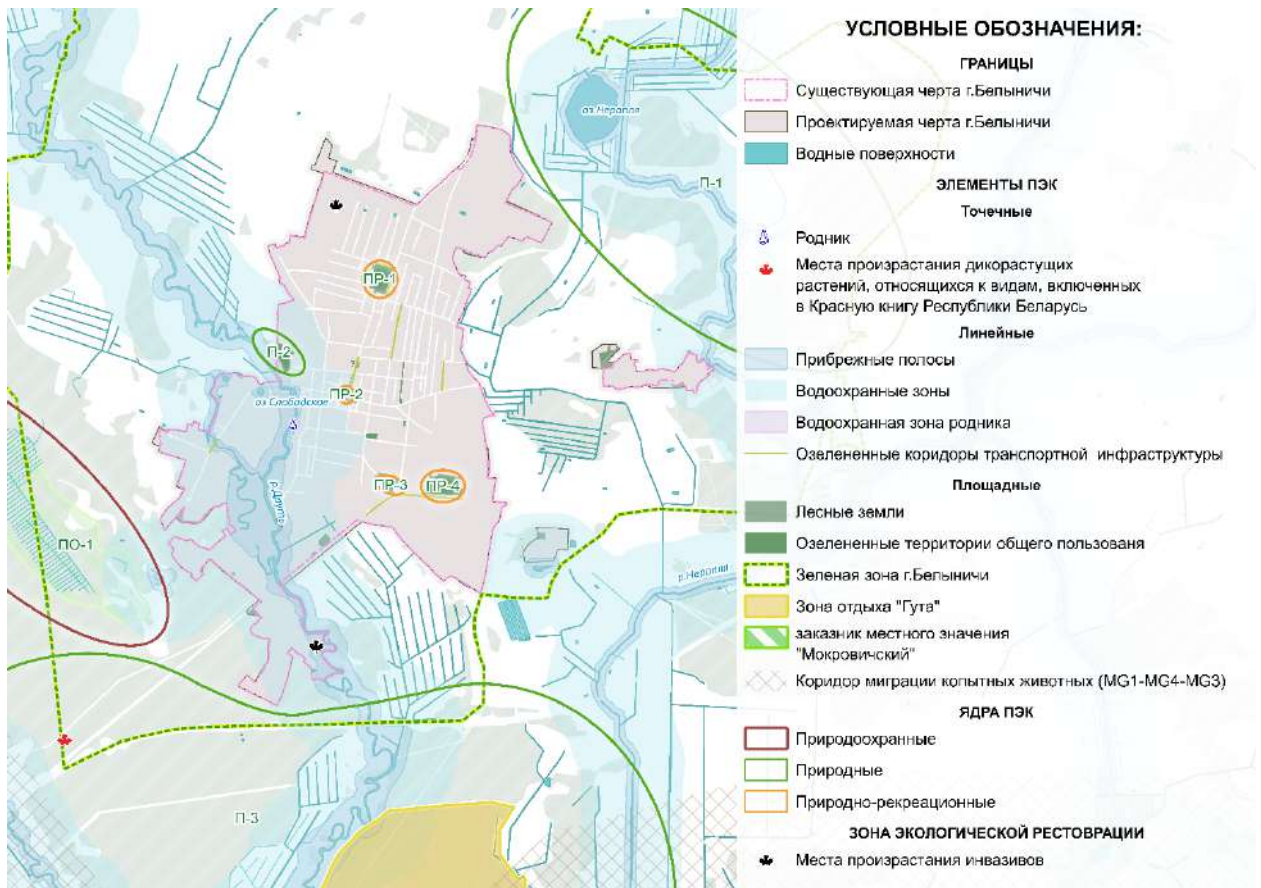 УСЛОВНЫЕ ОБОЗНАЧЕНИЯ:
ГРАНИЦЫ
Существующая черта г.Белыничи
Проектируемая черта г.Белыничи
Водные поверхности
ЭЛЕМЕНТЫ ПЭК
Точечные
Родник
Места произрастания дикорастущих
растений, относящихся к видам, включенных
в Красную книгу Республики Беларусь
Линейные
Прибрежные полосы
Водоохранные зоны
Водоохранная зона родника
Озелененные коридоры транспортной инфраструктуры
Площадные
Лесные земли
Озелененные территории общего пользованя
Зеленая зона г.Белыничи
Зона отдыха "Гута"
заказник местного значения
"Мокровичский"
Коридор миграции копытных животных (MG1-MG4-MG3)
ЯДРА ПЭК
Природоохранные
Природные
Природно-рекреационные
ЗОНА ЭКОЛОГИЧЕСКОЙ РЕСТОВРАЦИИ
Места произрастания инвазивов
оз.Неропля
П-1
ПР-1
П-2
ПР-2
оз.Слободское
ПР-3
ПР-4
р.Друть
ПО-1
р.Неропля
П-3